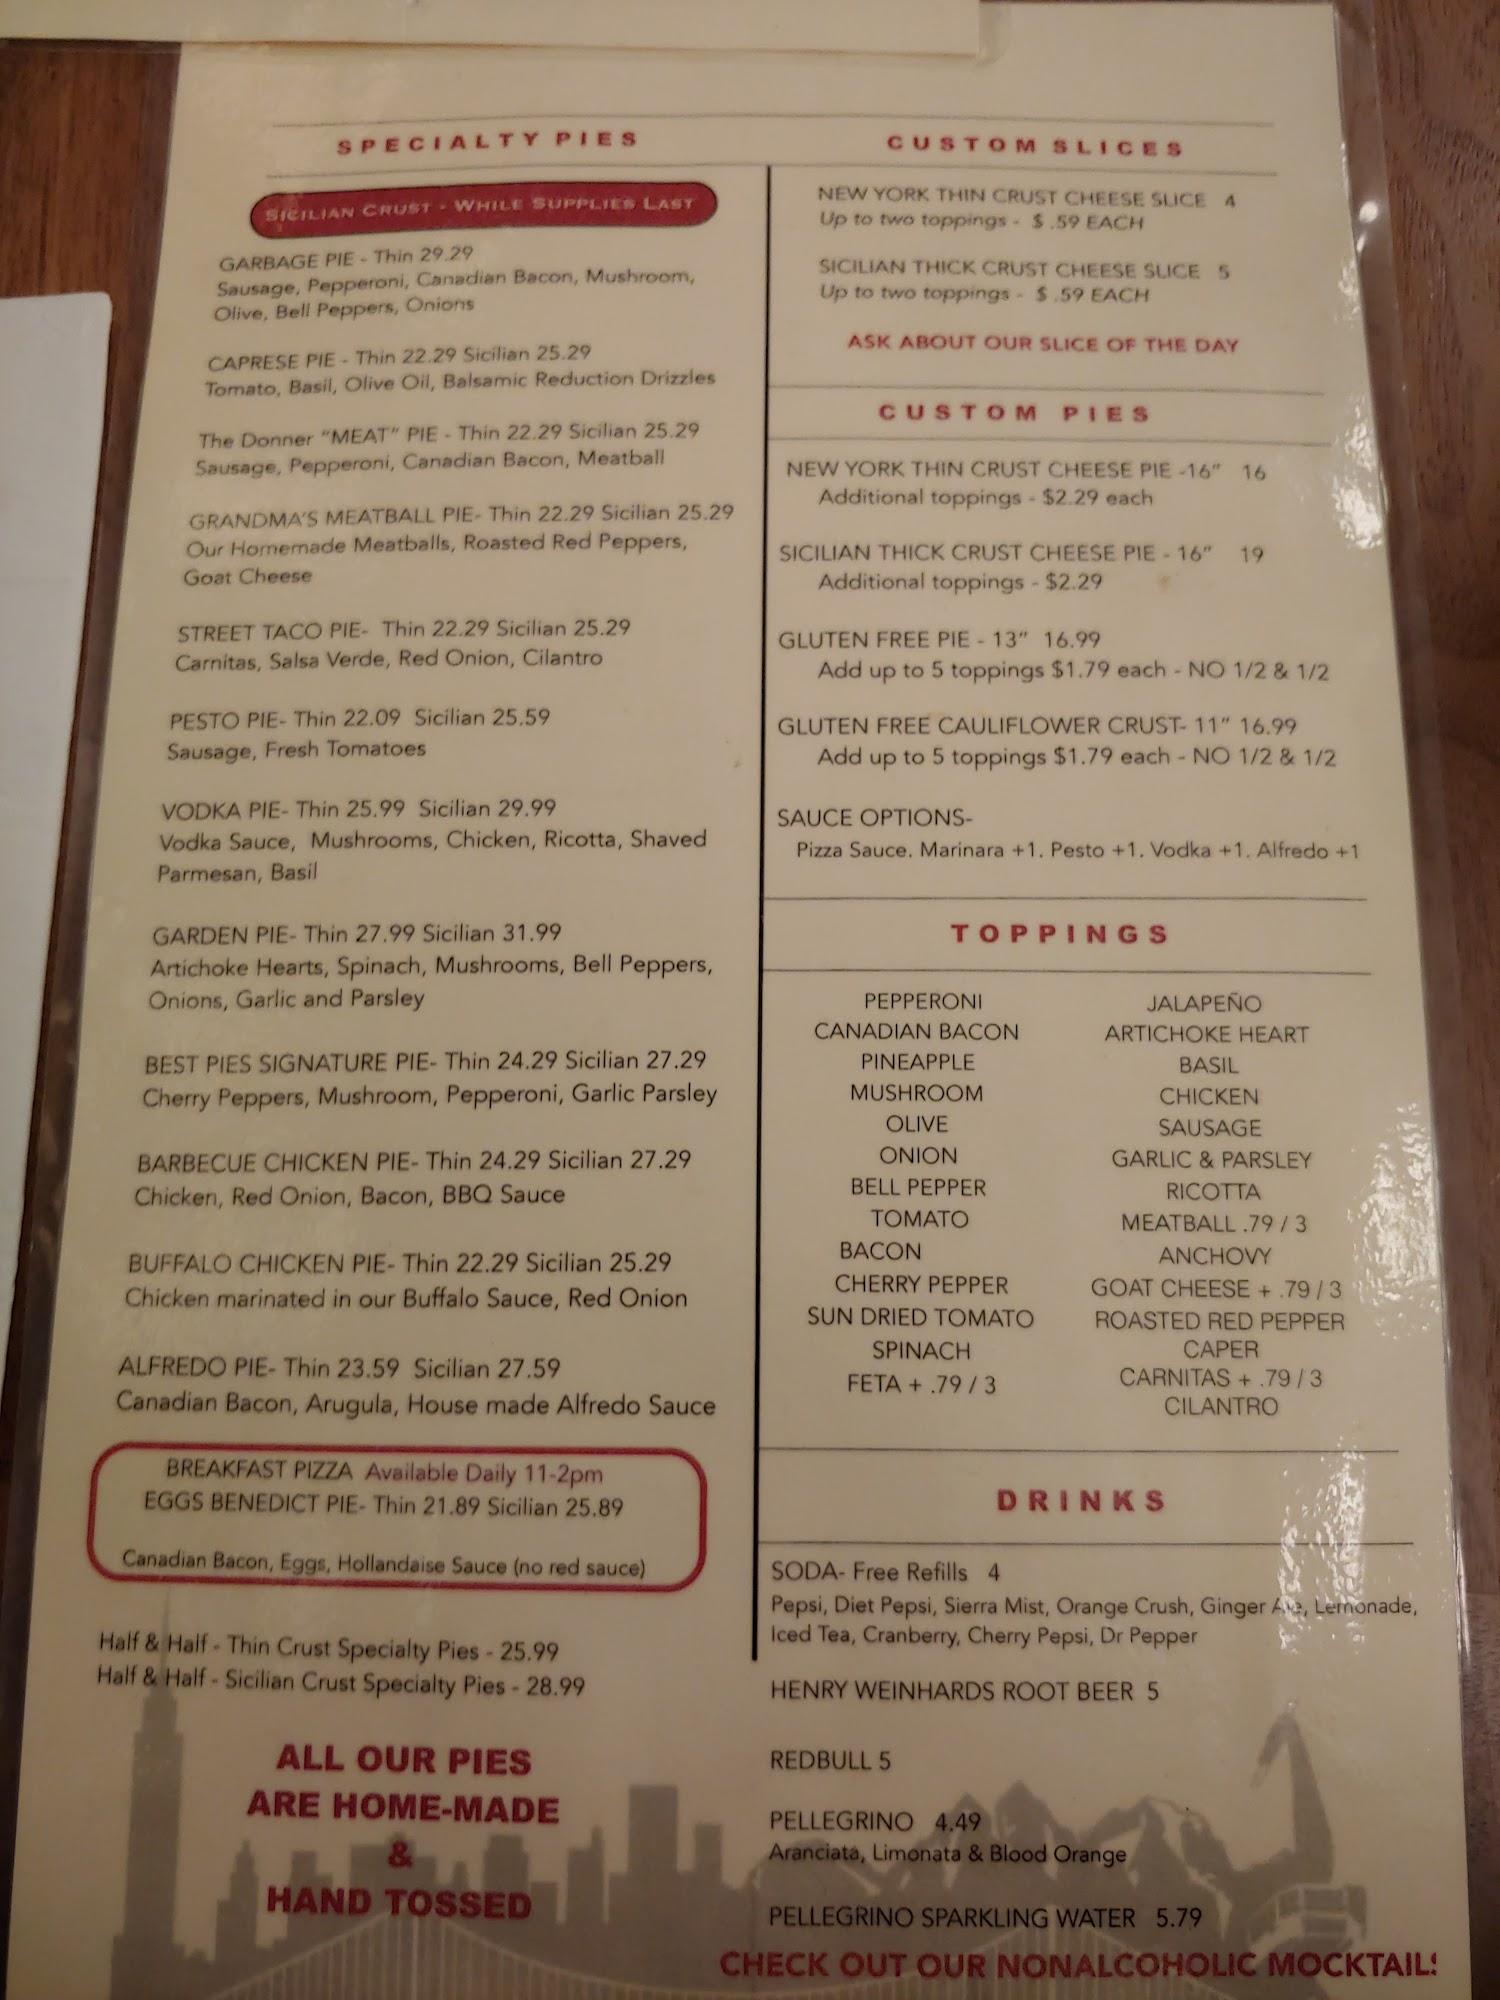 SPECIALTY PIES
SICILIAN CRUST - WHILE SUPPLIES LAST
GARBAGE PIE - Thin 29.29
Sausage, Pepperoni, Canadian Bacon, Mushroom,
Olive, Bell Peppers, Onions
CAPRESE PIE - Thin 22.29 Sicilian 25.29
Tomato, Basil, Olive Oil, Balsamic Reduction Drizzles
The Donner "MEAT" PIE - Thin 22.29 Sicilian 25.29
Sausage, Pepperoni, Canadian Bacon, Meatball
GRANDMA'S MEATBALL PIE- Thin 22.29 Sicilian 25.29
Our Homemade Meatballs, Roasted Red Peppers,
Goat Cheese
STREET TACO PIE- Thin 22.29 Sicilian 25.29
Carnitas, Salsa Verde, Red Onion, Cilantro
PESTO PIE- Thin 22.09 Sicilian 25.59
Sausage, Fresh Tomatoes
VODKA PIE- Thin 25.99 Sicilian 29.99
Vodka Sauce, Mushrooms, Chicken, Ricotta, Shaved
Parmesan, Basil
GARDEN PIE- Thin 27.99 Sicilian 31.99
Artichoke Hearts, Spinach, Mushrooms, Bell Peppers,
Onions, Garlic and Parsley
BEST PIES SIGNATURE PIE- Thin 24.29 Sicilian 27.29
Cherry Peppers, Mushroom, Pepperoni, Garlic Parsley
BARBECUE CHICKEN PIE- Thin 24.29 Sicilian 27.29
Chicken, Red Onion, Bacon, BBQ Sauce
BUFFALO CHICKEN PIE- Thin 22.29 Sicilian 25.29
Chicken marinated in our Buffalo Sauce, Red Onion
ALFREDO PIE- Thin 23.59 Sicilian 27.59
Canadian Bacon, Arugula, House made Alfredo Sauce
BREAKFAST PIZZA Available Daily 11-2pm
EGGS BENEDICT PIE- Thin 21.89 Sicilian 25.89
Canadian Bacon, Eggs, Hollandaise Sauce (no red sauce)
Half & Half - Thin Crust Specialty Pies - 25.99
Half & Half - Sicilian Crust Specialty Pies - 28.99
ALL OUR PIES
ARE HOME-MADE
&
HAND TOSSED
CUSTOM SLICES
NEW YORK THIN CRUST CHEESE SLICE 4
Up to two toppings - $ .59 EACH
SICILIAN THICK CRUST CHEESE SLICE 5
Up to two toppings - $ .59 EACH
ASK ABOUT OUR SLICE OF THE DAY
CUSTOM PIES
NEW YORK THIN CRUST CHEESE PIE -16" 16
Additional toppings - $2.29 each
SICILIAN THICK CRUST CHEESE PIE - 16" 19
Additional toppings - $2.29
GLUTEN FREE PIE - 13" 16.99
Add up to 5 toppings $1.79 each - NO 1/2 & 1/2
GLUTEN FREE CAULIFLOWER CRUST- 11" 16.99
Add up to 5 toppings $1.79 each - NO 1/2 & 1/2
SAUCE OPTIONS-
Pizza Sauce. Marinara +1. Pesto +1. Vodka +1. Alfredo +1
TOPPINGS
PEPPERONI
CANADIAN BACON
PINEAPPLE
MUSHROOM
OLIVE
ONION
BELL PEPPER
TOMATO
BACON
CHERRY PEPPER
SUN DRIED TOMATO
SPINACH
FETA + .79 / 3
JALAPEÑO
ARTICHOKE HEART
BASIL
CHICKEN
SAUSAGE
GARLIC & PARSLEY
RICOTTA
MEATBALL .79 / 3
ANCHOVY
GOAT CHEESE + .79 / 3
ROASTED RED PEPPER
CAPER
CARNITAS + .79 / 3
CILANTRO
DRINKS
SODA- Free Refills 4
Pepsi, Diet Pepsi, Sierra Mist, Orange Crush, Ginger Ale, Lemonade,
Iced Tea, Cranberry, Cherry Pepsi, Dr Pepper
HENRY WEINHARDS ROOT BEER 5
REDBULL 5
PELLEGRINO 4.49
Aranciata, Limonata & Blood Orange
PELLEGRINO SPARKLING WATER 5.79
CHECK OUT OUR NONALCOHOLIC MOCKTAILS